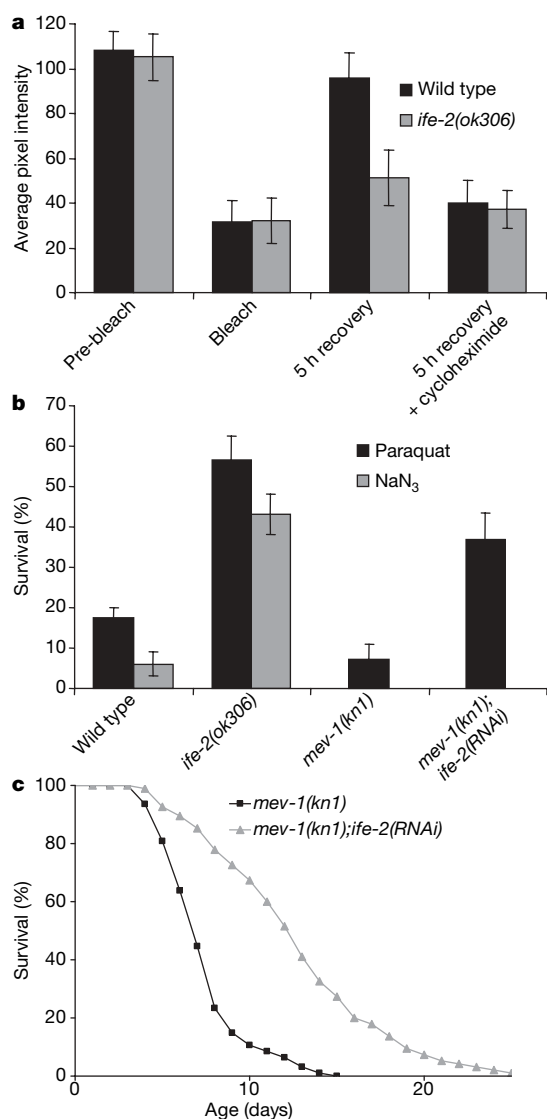 a
120
100
80
60
40
20
0
Average pixel intensity
Wild type
ife-2(ok306)
Pre-bleach
Bleach
5 h recovery
5 h recovery
+ cycloheximide
b
70
60
50
40
30
20
10
0
Survival (%)
Paraquat
NaN₃
Wild type
ife-2(ok306)
mev-1(kn1)
mev-1(kn1);
ife-2(RNAi)
c
100
80
60
40
20
0
Survival (%)
mev-1(kn1)
mev-1(kn1);ife-2(RNAi)
0
10
20
Age (days)